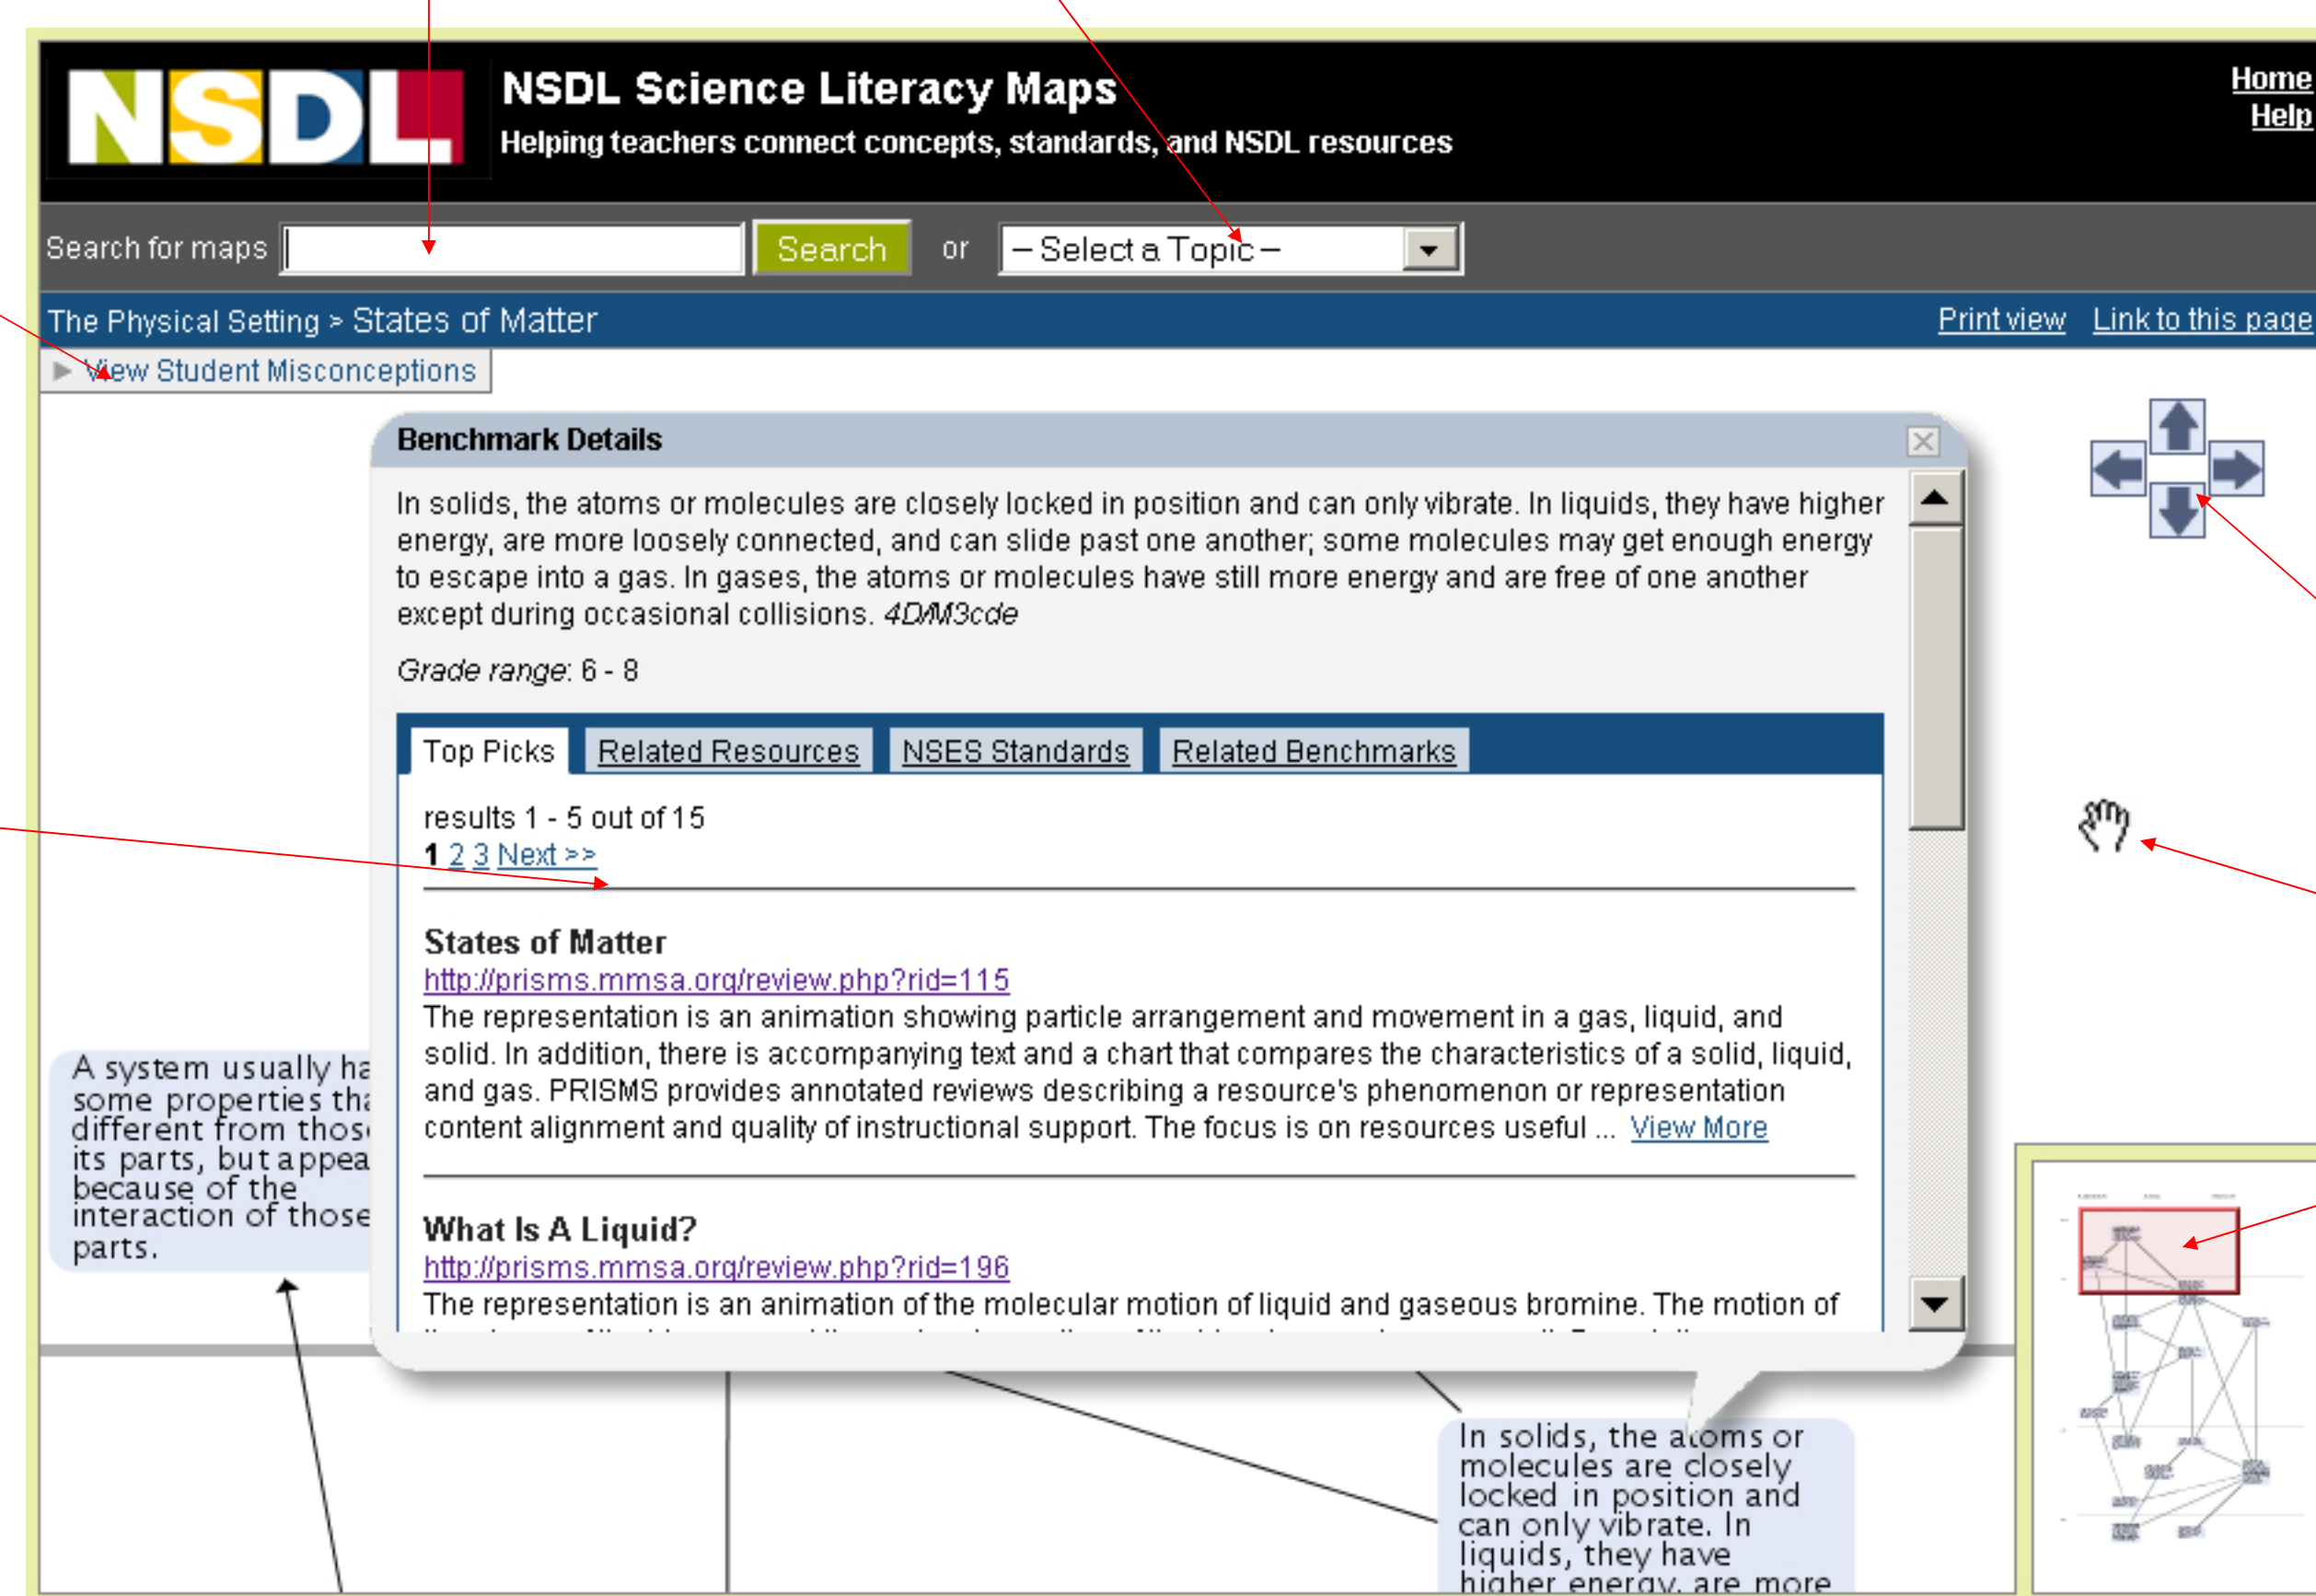 NSDL
NSDL Science Literacy Maps
Helping teachers connect concepts, standards, and NSDL resources
Home
Help
Search for maps
Search
or
– Select a Topic –
The Physical Setting > States of Matter
Print view
Link to this page
View Student Misconceptions
Benchmark Details
In solids, the atoms or molecules are closely locked in position and can only vibrate. In liquids, they have higher
energy, are more loosely connected, and can slide past one another; some molecules may get enough energy
to escape into a gas. In gases, the atoms or molecules have still more energy and are free of one another
except during occasional collisions. 4D/M3cde
Grade range: 6 - 8
Top Picks
Related Resources
NSES Standards
Related Benchmarks
results 1 - 5 out of 15
1 2 3 Next >>
States of Matter
http://prisms.mmsa.org/review.php?rid=115
The representation is an animation showing particle arrangement and movement in a gas, liquid, and
solid. In addition, there is accompanying text and a chart that compares the characteristics of a solid, liquid,
and gas. PRISMS provides annotated reviews describing a resource's phenomenon or representation
content alignment and quality of instructional support. The focus is on resources useful ... View More
What Is A Liquid?
http://prisms.mmsa.org/review.php?rid=196
The representation is an animation of the molecular motion of liquid and gaseous bromine. The motion of
A system usually ha
some properties tha
different from thos
its parts, but appea
because of the
interaction of those
parts.
In solids, the atoms or
molecules are closely
locked in position and
can only vibrate. In
liquids, they have
higher energy, are more